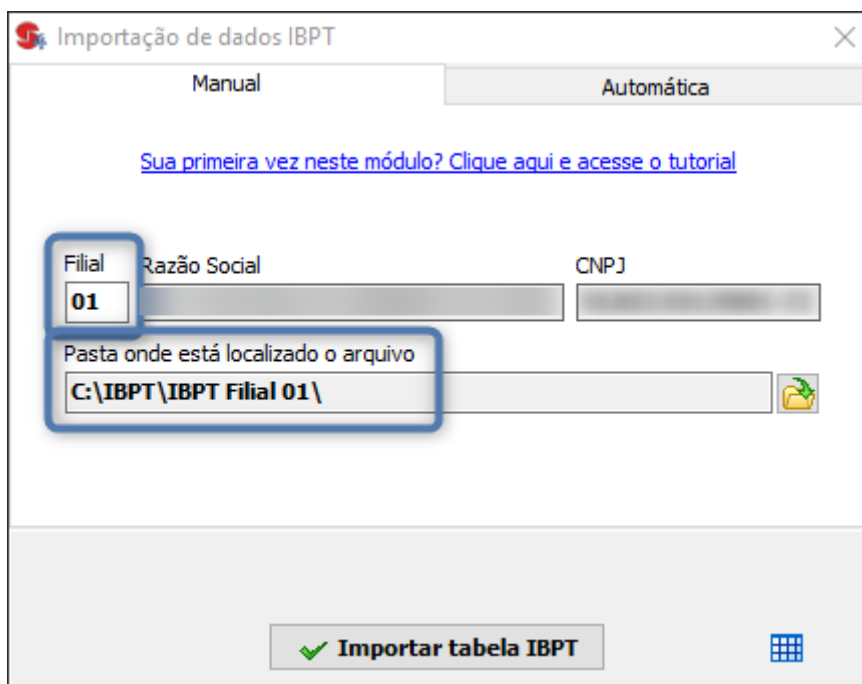 Importação de dados IBPT
Manual Automática
Sua primeira vez neste módulo? Clique aqui e acesse o tutorial
Filial Razão Social CNPJ
01
Pasta onde está localizado o arquivo
C:\IBPT\IBPT Filial 01\
Importar tabela IBPT